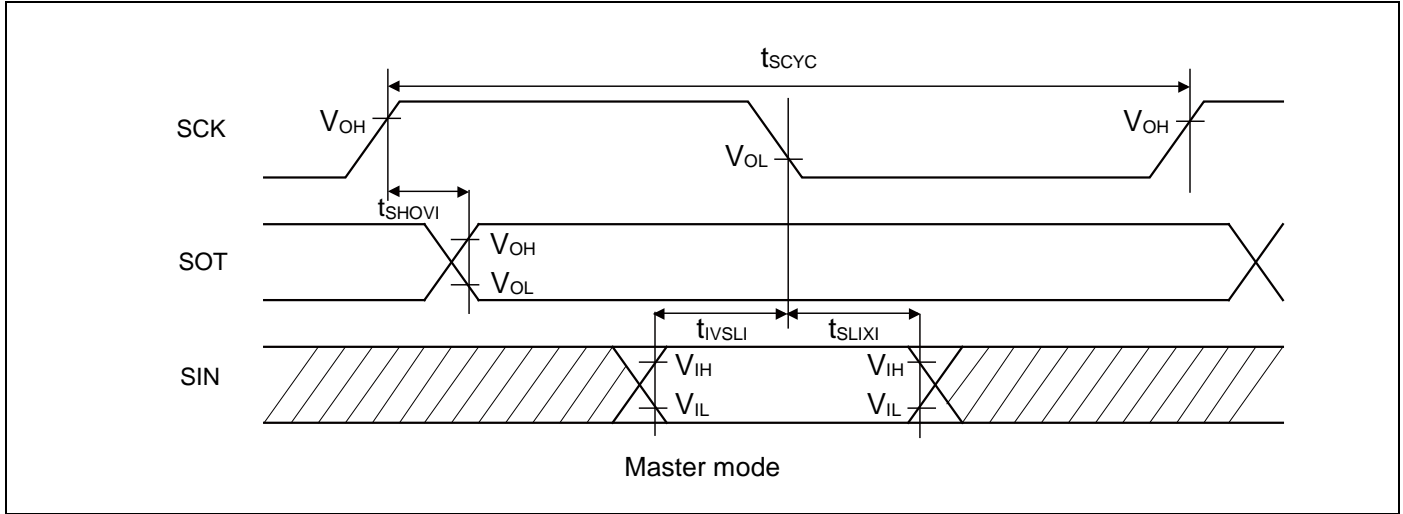 tSCYC
SCK
VOH
VOH
VOL
tSHOVI
SOT
VOH
VOL
tIVSLI
tSLIXI
SIN
VIH
VIH
VIL
VIL
Master mode